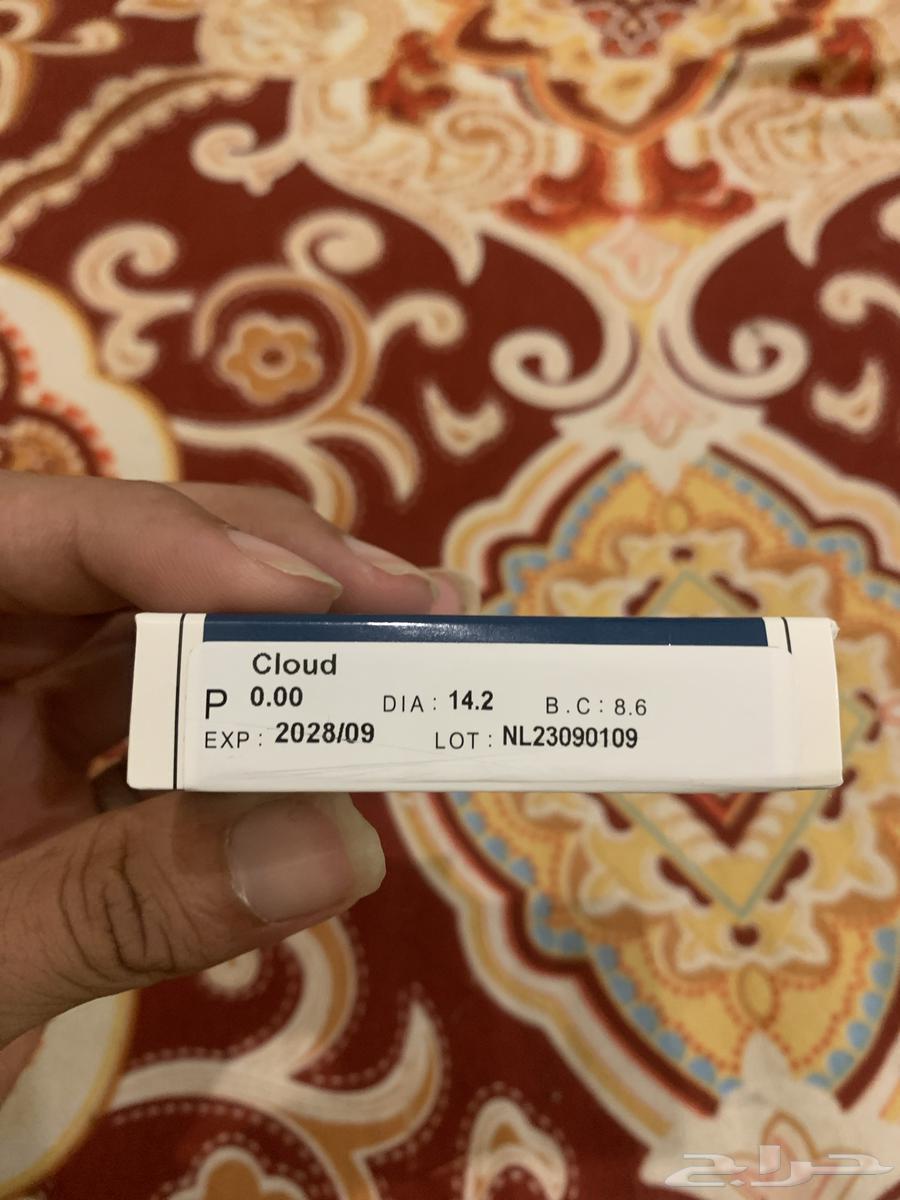 Cloud
P 0.00 DIA : 14.2 B.C : 8.6
EXP : 2028/09 LOT : NL23090109
حراج